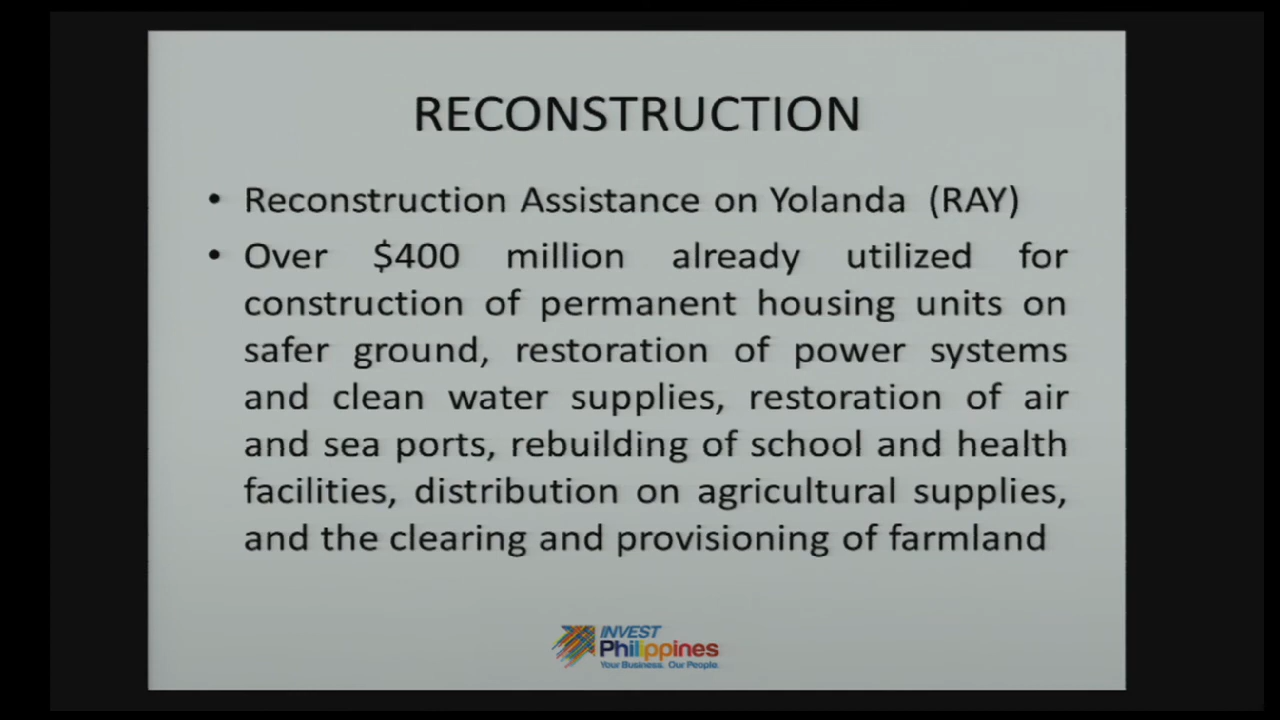 RECONSTRUCTION
• Reconstruction Assistance on Yolanda (RAY)
• Over $400 million already utilized for
construction of permanent housing units on
safer ground, restoration of power systems
and clean water supplies, restoration of air
and sea ports, rebuilding of school and health
facilities, distribution on agricultural supplies,
and the clearing and provisioning of farmland
INVEST
Philippines
Your Business. Our People.